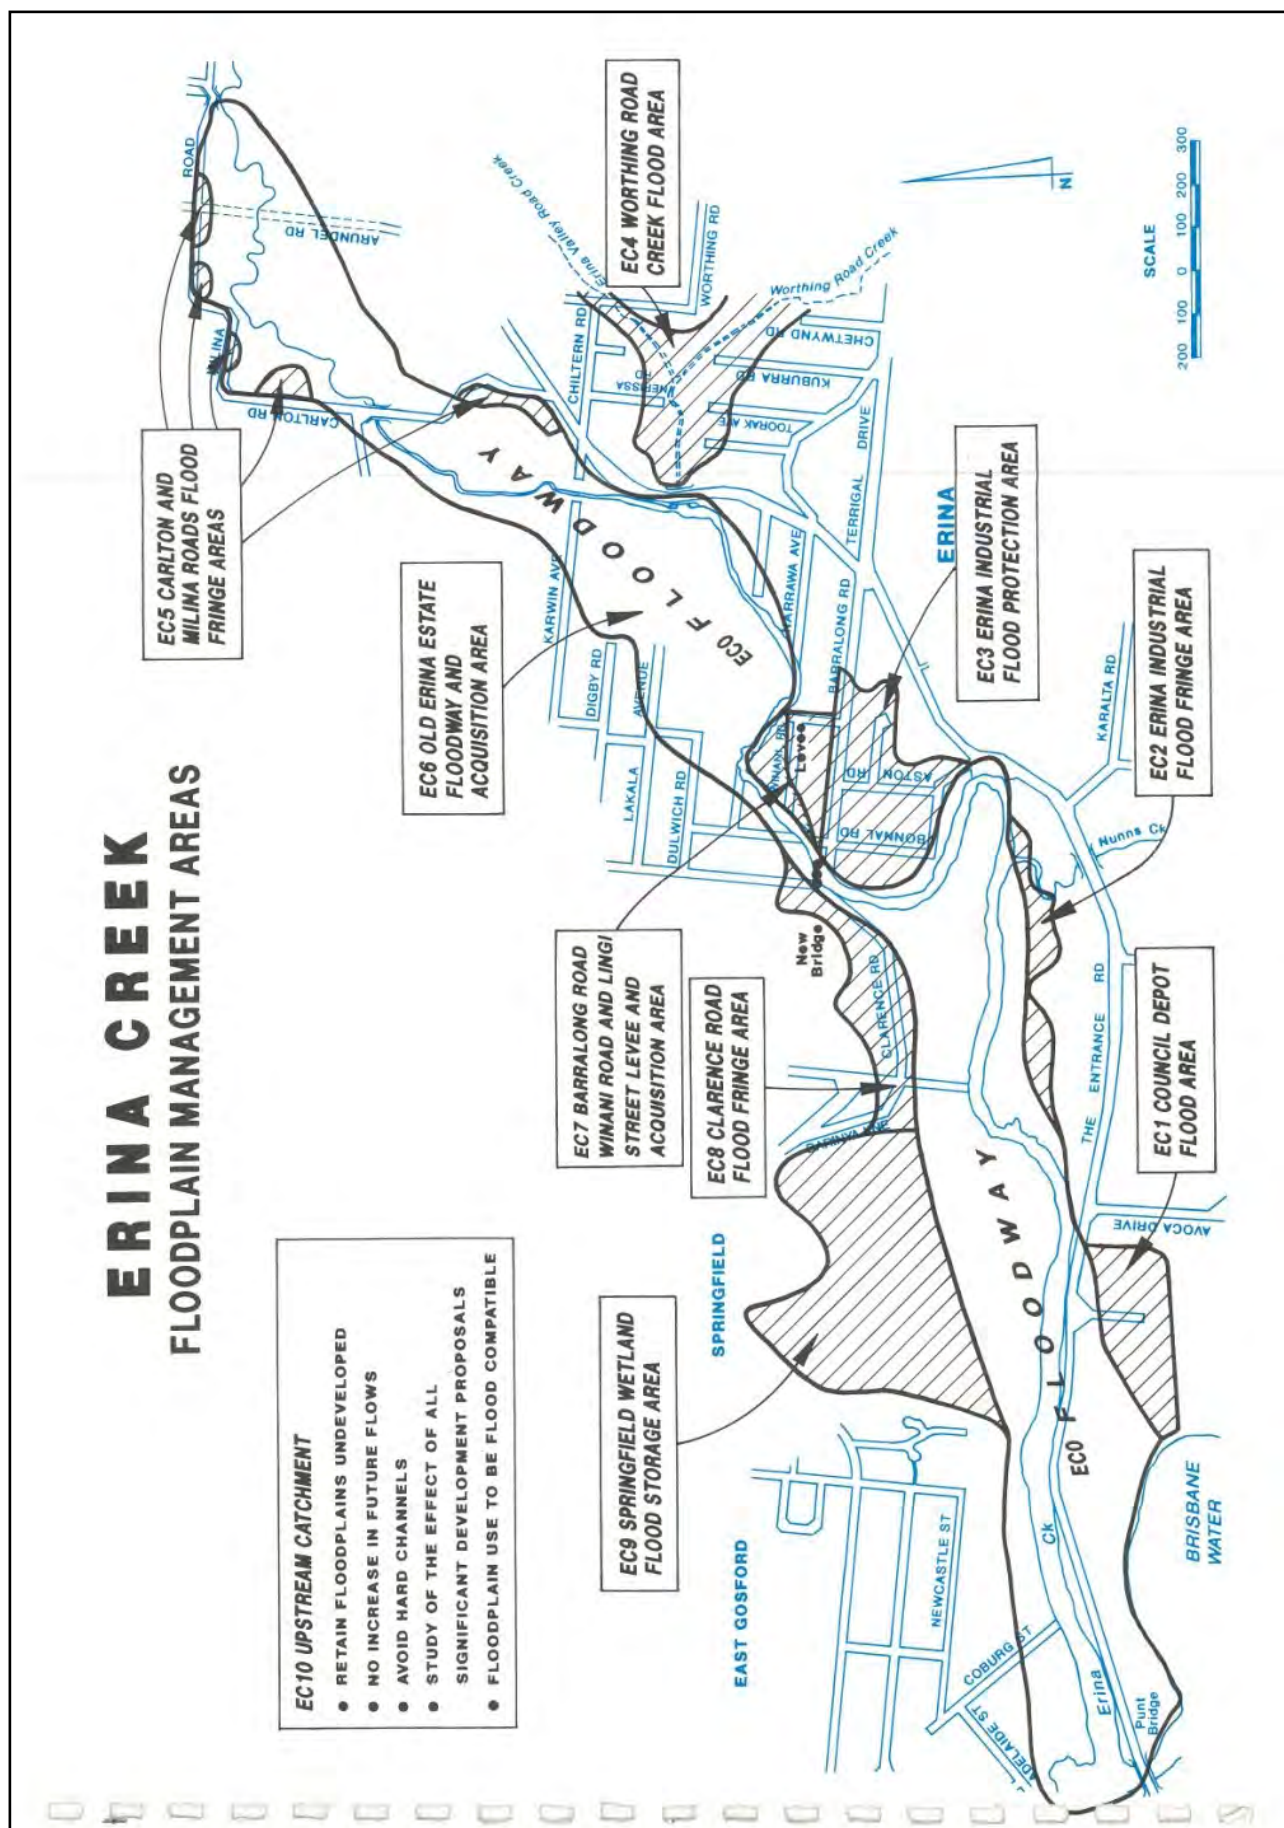 ERINA CREEK
FLOODPLAIN MANAGEMENT AREAS
EC10 UPSTREAM CATCHMENT
● RETAIN FLOODPLAINS UNDEVELOPED
● NO INCREASE IN FUTURE FLOWS
● AVOID HARD CHANNELS
● STUDY OF THE EFFECT OF ALL
SIGNIFICANT DEVELOPMENT PROPOSALS
● FLOODPLAIN USE TO BE FLOOD COMPATIBLE
EC5 CARLTON AND
MILINA ROADS FLOOD
FRINGE AREAS
EC6 OLD ERINA ESTATE
FLOODWAY AND
ACQUISITION AREA
EC7 BARRALONG ROAD
WINANI ROAD AND LINGI
STREET LEVEE AND
ACQUISITION AREA
EC8 CLARENCE ROAD
FLOOD FRINGE AREA
EC9 SPRINGFIELD WETLAND
FLOOD STORAGE AREA
EC4 WORTHING ROAD
CREEK FLOOD AREA
EC3 ERINA INDUSTRIAL
FLOOD PROTECTION AREA
EC2 ERINA INDUSTRIAL
FLOOD FRINGE AREA
EC1 COUNCIL DEPOT
FLOOD AREA
ROAD
MILINA
ARUNDEL RD
CARLTON RD
Erina Valley Road Creek
Worthing Road Creek
WORTHING RD
CHILTERN RD
NERISSA
RD
CHETWYND RD
KUBURRA RD
TOORAK AVE
TERRIGAL DRIVE
ERINA
KARWIN AVE
DIGBY RD
LAKALA
AVENUE
DULWICH RD
YARRAWA AVE
BARRALONG RD
WINANI RD
Levee
ASTON RD
BONNAL RD
ECO FLOODWAY
New
Bridge
CLARENCE RD
KARALTA RD
Nunns Ck
THE ENTRANCE RD
AVOCA DRIVE
SPRINGFIELD
EAST GOSFORD
NEWCASTLE ST
COBURG ST
ADELAIDE ST
ECO FLOODWAY
Erina Ck
Punt
Bridge
BRISBANE
WATER
N
SCALE
200 100 0 100 200 300